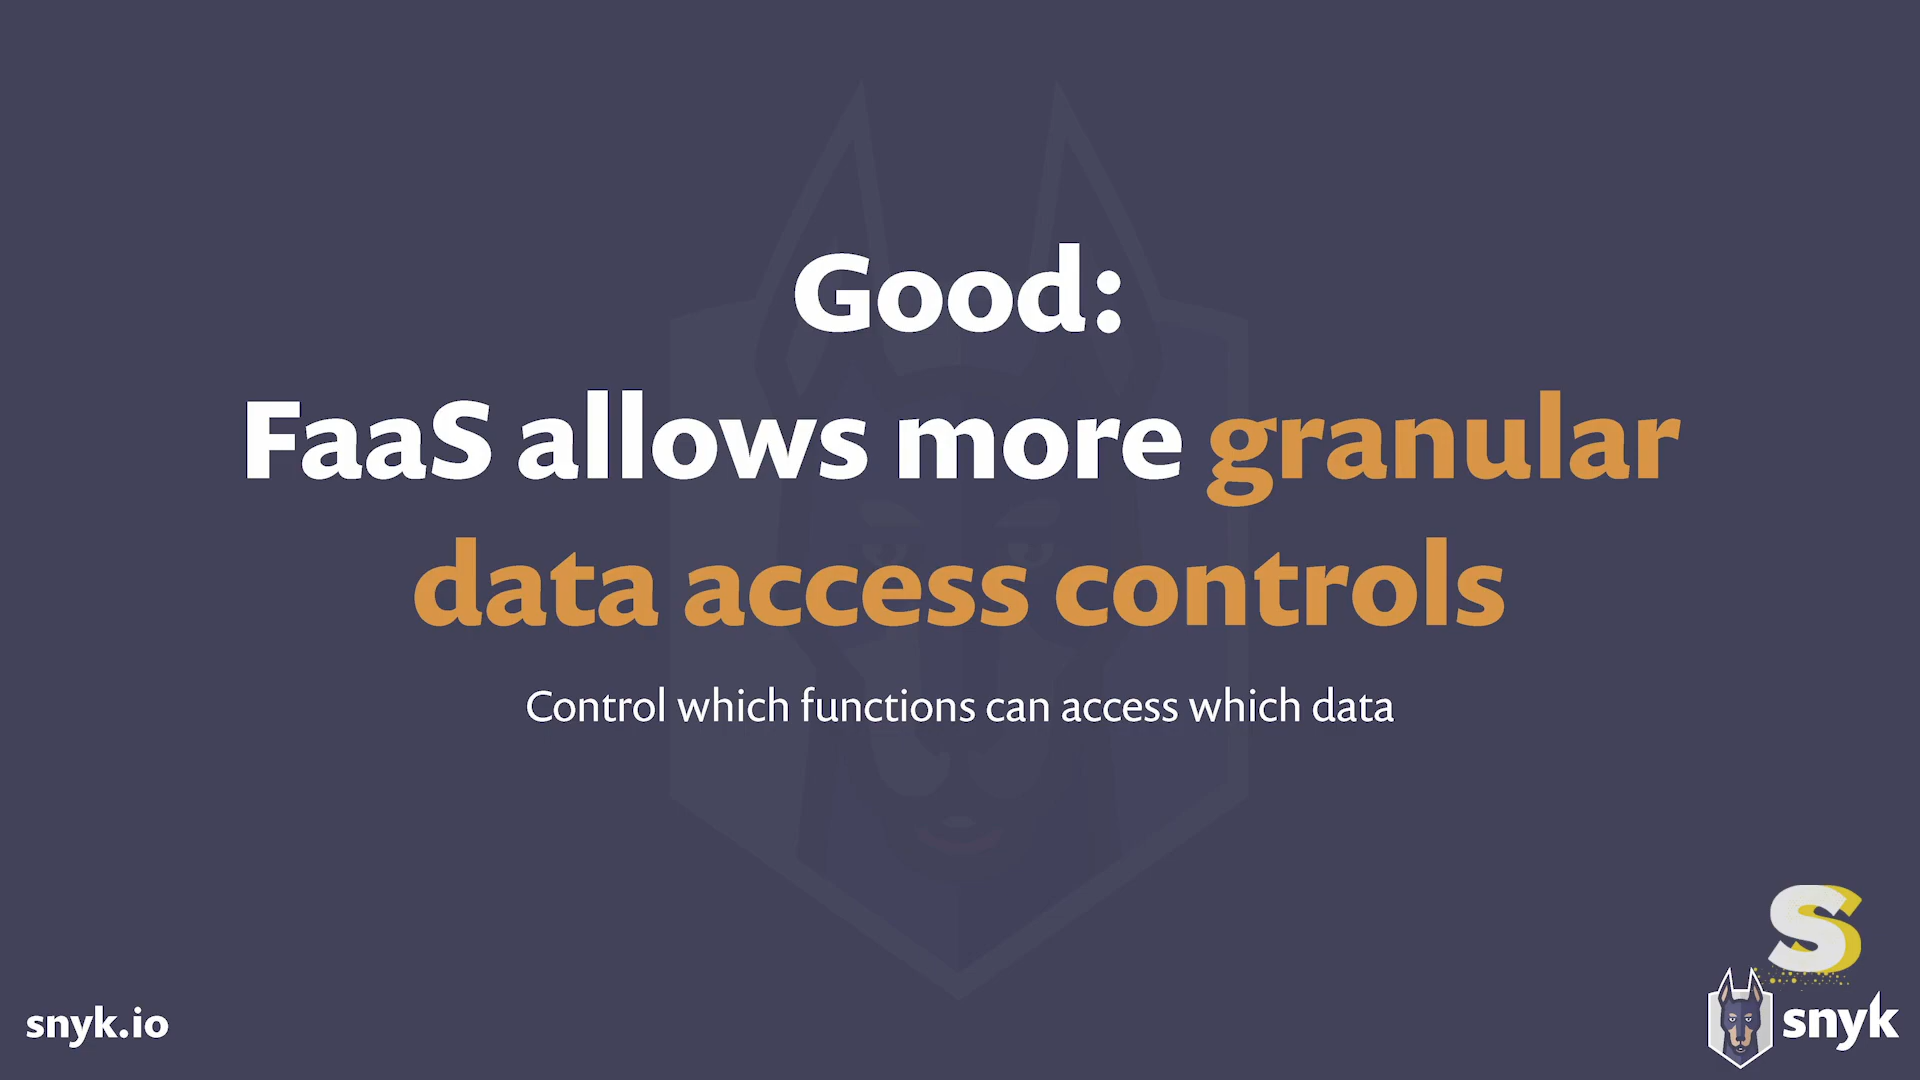 Good:
FaaS allows more granular
data access controls
Control which functions can access which data
S
snyk.io
snyk